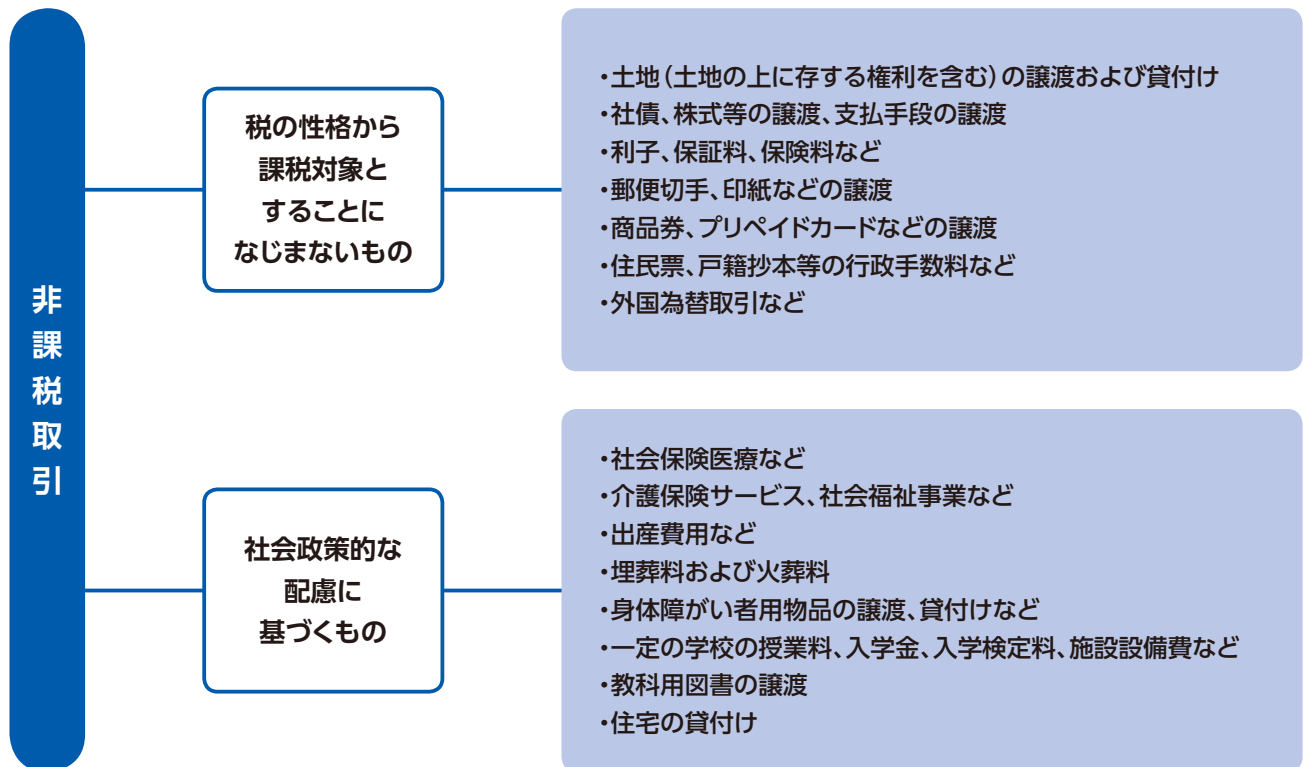 非課税取引
税の性格から
課税対象と
することに
なじまないもの
・土地(土地の上に存する権利を含む)の譲渡および貸付け
・社債、株式等の譲渡、支払手段の譲渡
・利子、保証料、保険料など
・郵便切手、印紙などの譲渡
・商品券、プリペイドカードなどの譲渡
・住民票、戸籍抄本等の行政手数料など
・外国為替取引など
社会政策的な
配慮に
基づくもの
・社会保険医療など
・介護保険サービス、社会福祉事業など
・出産費用など
・埋葬料および火葬料
・身体障がい者用物品の譲渡、貸付けなど
・一定の学校の授業料、入学金、入学検定料、施設設備費など
・教科用図書の譲渡
・住宅の貸付け